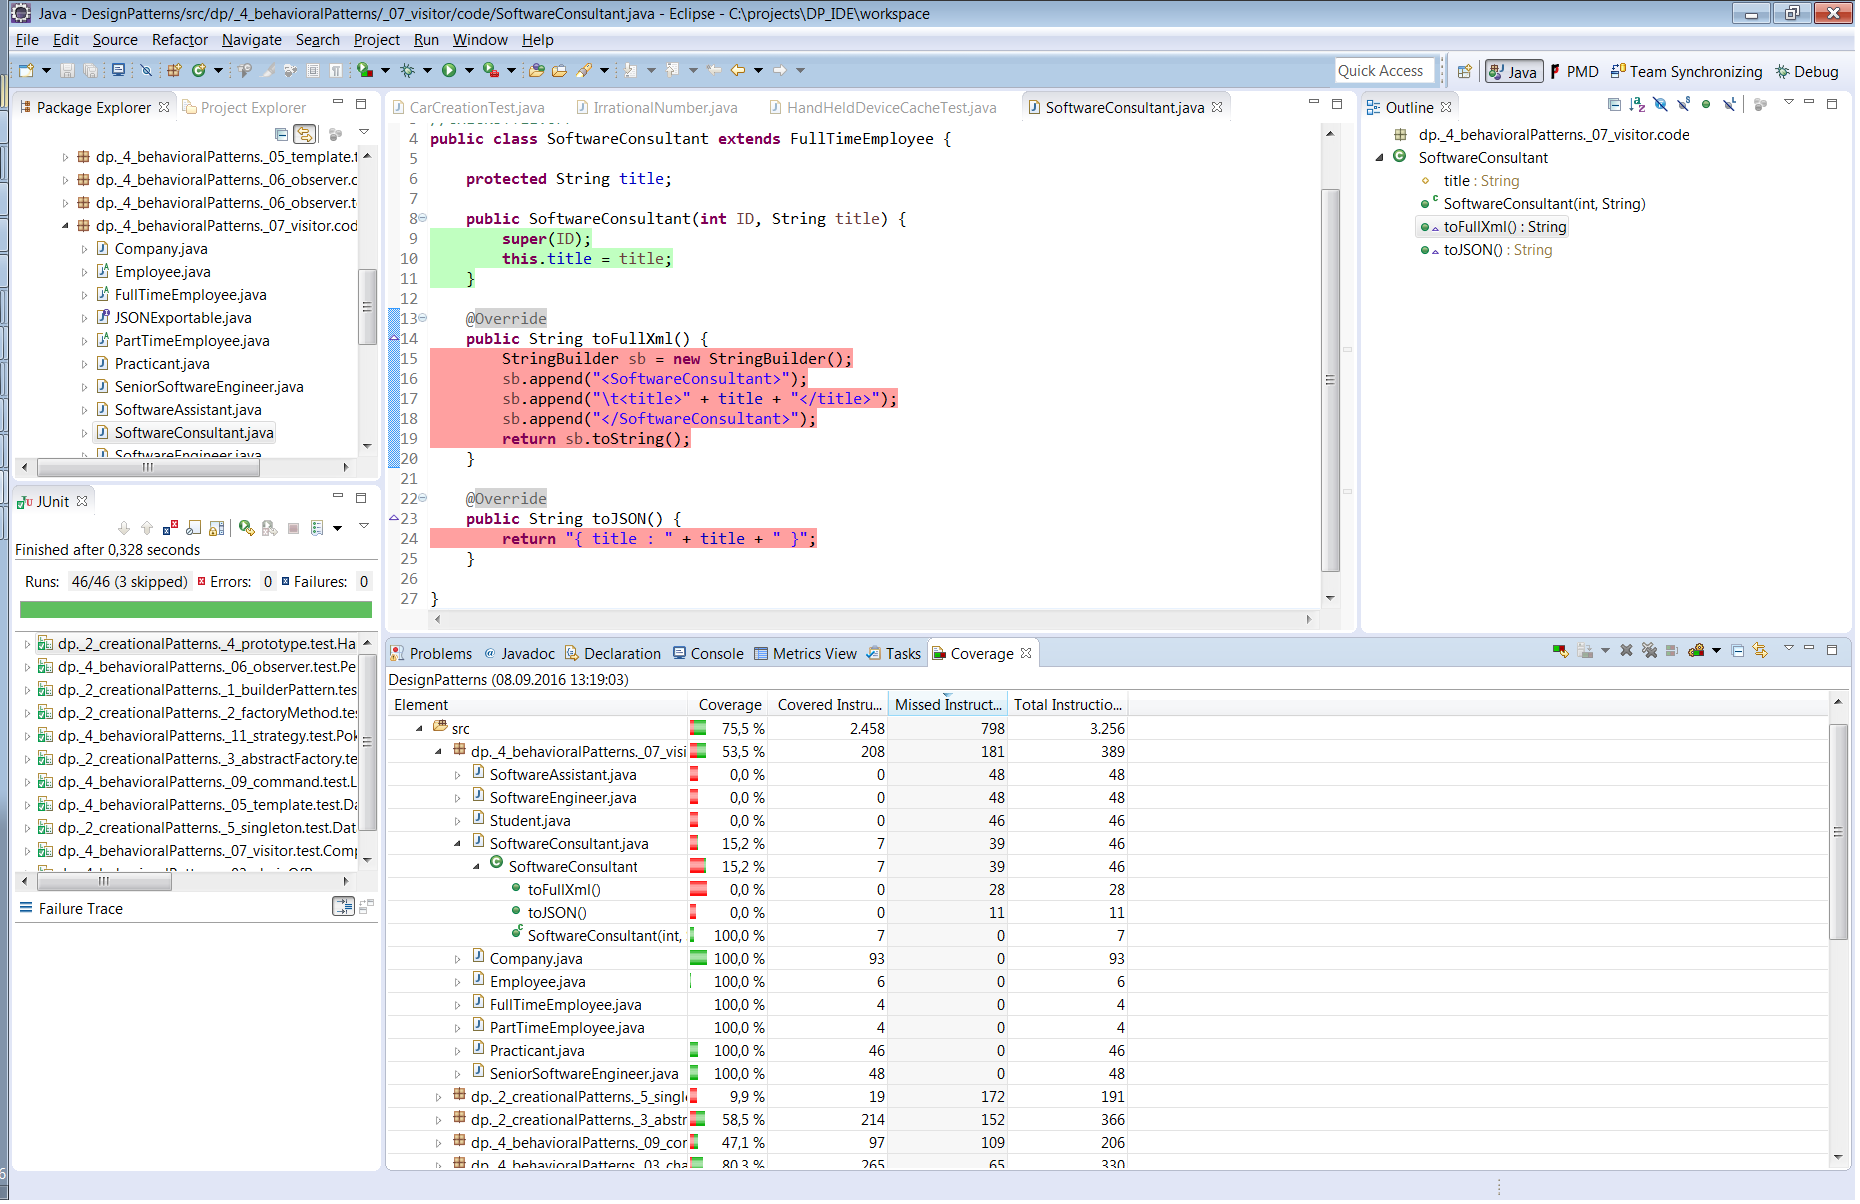 Java - DesignPatterns/src/dp/_4_behavioralPatterns/_07_visitor/code/SoftwareConsultant.java - Eclipse - C:\projects\DP_IDE\workspace
File Edit Source Refactor Navigate Search Project Run Window Help
Quick Access Java PMD Team Synchronizing Debug
Package Explorer Project Explorer
dp._4_behavioralPatterns._05_template.t
dp._4_behavioralPatterns._06_observer.c
dp._4_behavioralPatterns._06_observer.t
dp._4_behavioralPatterns._07_visitor.cod
Company.java
Employee.java
FullTimeEmployee.java
JSONExportable.java
PartTimeEmployee.java
Practicant.java
SeniorSoftwareEngineer.java
SoftwareAssistant.java
SoftwareConsultant.java
SoftwareEngineer.java
JUnit
Finished after 0,328 seconds
Runs: 46/46 (3 skipped) Errors: 0 Failures: 0
dp._2_creationalPatterns._4_prototype.test.Ha
dp._4_behavioralPatterns._06_observer.test.Pe
dp._2_creationalPatterns._1_builderPattern.tes
dp._2_creationalPatterns._2_factoryMethod.te
dp._4_behavioralPatterns._11_strategy.test.Pok
dp._2_creationalPatterns._3_abstractFactory.te
dp._4_behavioralPatterns._09_command.test.L
dp._4_behavioralPatterns._05_template.test.Da
dp._2_creationalPatterns._5_singleton.test.Dat
dp._4_behavioralPatterns._07_visitor.test.Comp
Failure Trace
CarCreationTest.java IrrationalNumber.java HandHeldDeviceCacheTest.java SoftwareConsultant.java
4 public class SoftwareConsultant extends FullTimeEmployee {
5
6 protected String title;
7
8 public SoftwareConsultant(int ID, String title) {
9 super(ID);
10 this.title = title;
11 }
12
13 @Override
14 public String toFullXml() {
15 StringBuilder sb = new StringBuilder();
16 sb.append("<SoftwareConsultant>");
17 sb.append("\t<title>" + title + "</title>");
18 sb.append("</SoftwareConsultant>");
19 return sb.toString();
20 }
21
22 @Override
23 public String toJSON() {
24 return "{ title : " + title + " }";
25 }
26
27 }
Outline
dp._4_behavioralPatterns._07_visitor.code
SoftwareConsultant
title : String
SoftwareConsultant(int, String)
toFullXml() : String
toJSON() : String
Problems @ Javadoc Declaration Console Metrics View Tasks Coverage
DesignPatterns (08.09.2016 13:19:03)
Element Coverage Covered Instru... Missed Instruct... Total Instructio...
src 75,5 % 2.458 798 3.256
dp._4_behavioralPatterns._07_visi 53,5 % 208 181 389
SoftwareAssistant.java 0,0 % 0 48 48
SoftwareEngineer.java 0,0 % 0 48 48
Student.java 0,0 % 0 46 46
SoftwareConsultant.java 15,2 % 7 39 46
SoftwareConsultant 15,2 % 7 39 46
toFullXml() 0,0 % 0 28 28
toJSON() 0,0 % 0 11 11
SoftwareConsultant(int, 100,0 % 7 0 7
Company.java 100,0 % 93 0 93
Employee.java 100,0 % 6 0 6
FullTimeEmployee.java 100,0 % 4 0 4
PartTimeEmployee.java 100,0 % 4 0 4
Practicant.java 100,0 % 46 0 46
SeniorSoftwareEngineer.java 100,0 % 48 0 48
dp._2_creationalPatterns._5_singl 9,9 % 19 172 191
dp._2_creationalPatterns._3_abstr 58,5 % 214 152 366
dp._4_behavioralPatterns._09_cor 47,1 % 97 109 206
dp._4_behavioralPatterns._03_cha 80,3 % 265 65 330